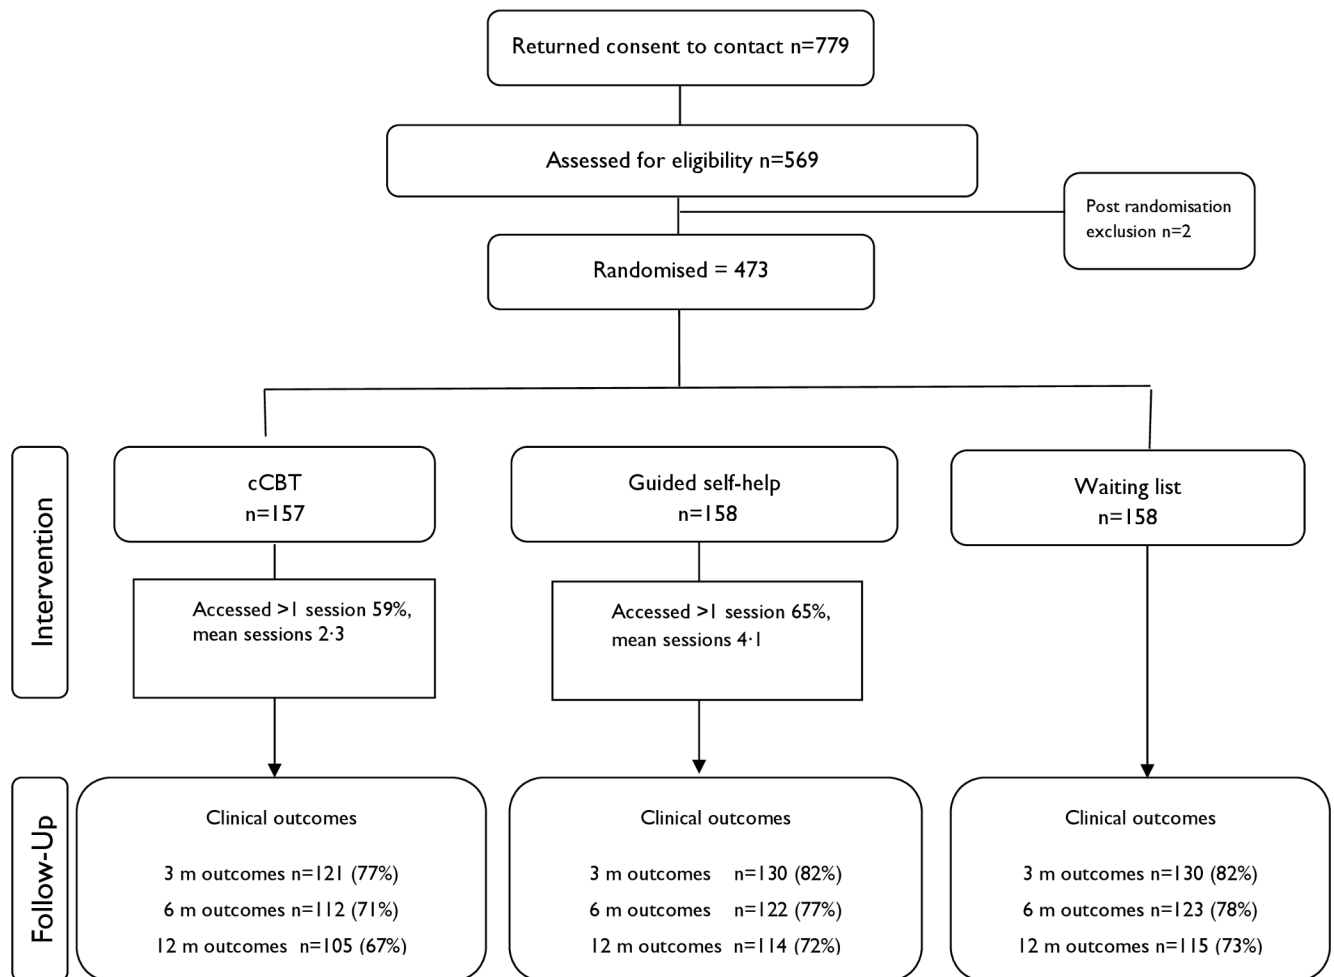 Returned consent to contact n=779
Assessed for eligibility n=569
Post randomisation
exclusion n=2
Randomised = 473
Intervention
cCBT
n=157
Guided self-help
n=158
Waiting list
n=158
Accessed >1 session 59%,
mean sessions 2·3
Accessed >1 session 65%,
mean sessions 4·1
Follow-Up
Clinical outcomes
3 m outcomes n=121 (77%)
6 m outcomes n=112 (71%)
12 m outcomes n=105 (67%)
Clinical outcomes
3 m outcomes n=130 (82%)
6 m outcomes n=122 (77%)
12 m outcomes n=114 (72%)
Clinical outcomes
3 m outcomes n=130 (82%)
6 m outcomes n=123 (78%)
12 m outcomes n=115 (73%)